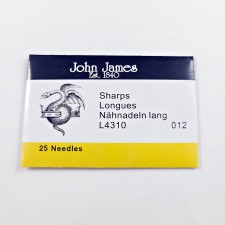 John James
Est. 1840
Sharps
Longues
Nähnadeln lang
L4310 012
25 Needles